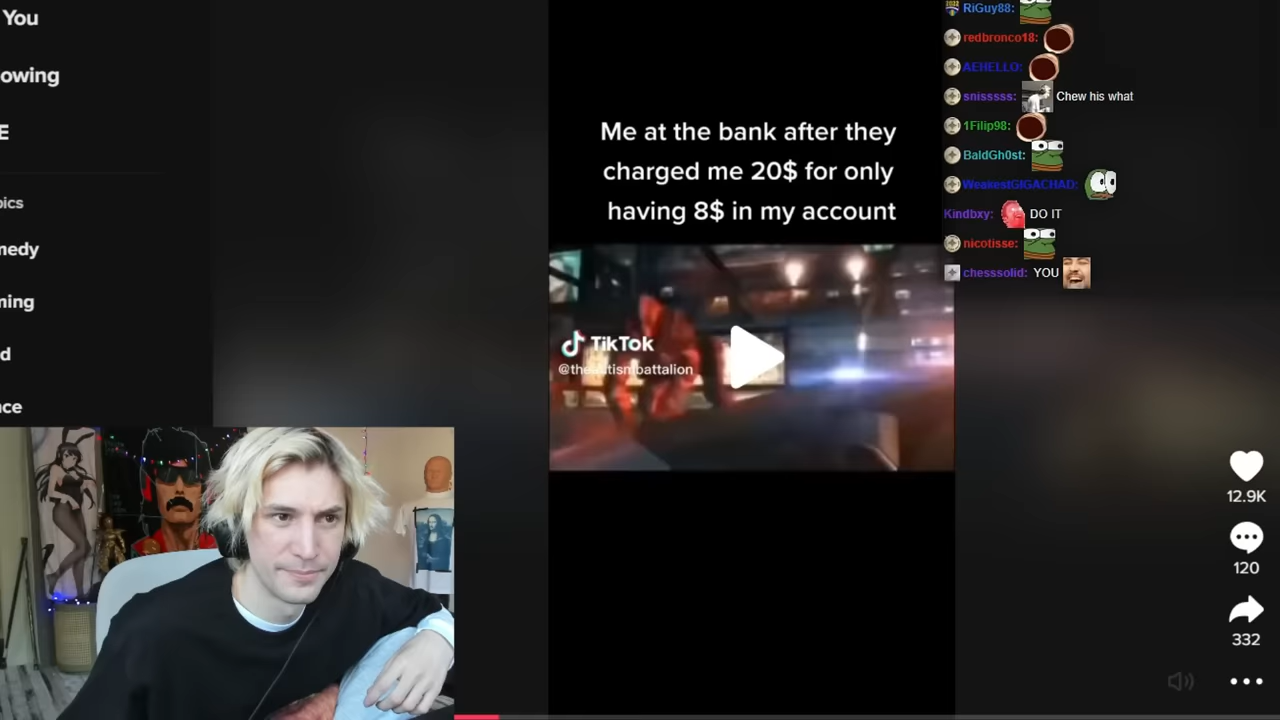 You
owing
E
pics
medy
ning
d
nce
Me at the bank after they
charged me 20$ for only
having 8$ in my account
TikTok
RiGuy88:
redbronco18:
AEHELLO:
snisssss: Chew his what
1Filip98:
BaldGh0st:
WeakestGIGACHAD:
Kindbxy: DO IT
nicotisse:
chesssolid: YOU
12.9K
120
332